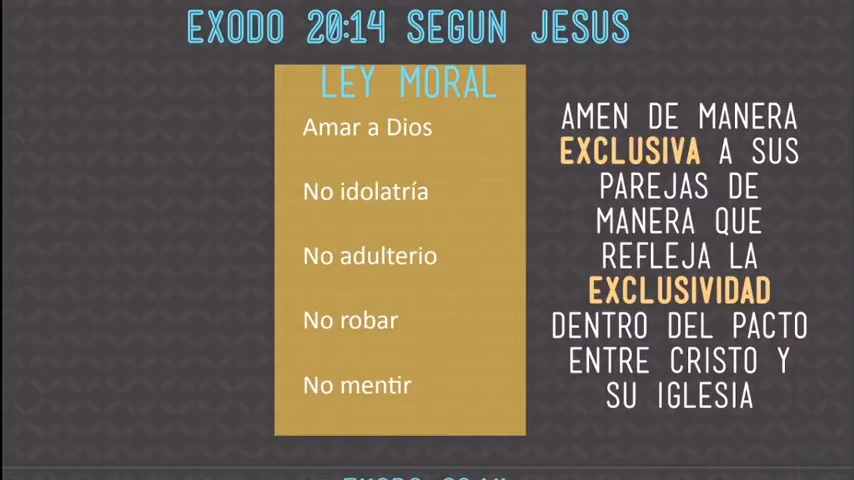 EXODO 20:14 SEGUN JESUS
LEY MORAL
Amar a Dios
No idolatría
No adulterio
No robar
No mentir
AMEN DE MANERA
EXCLUSIVA A SUS
PAREJAS DE
MANERA QUE
REFLEJA LA
EXCLUSIVIDAD
DENTRO DEL PACTO
ENTRE CRISTO Y
SU IGLESIA